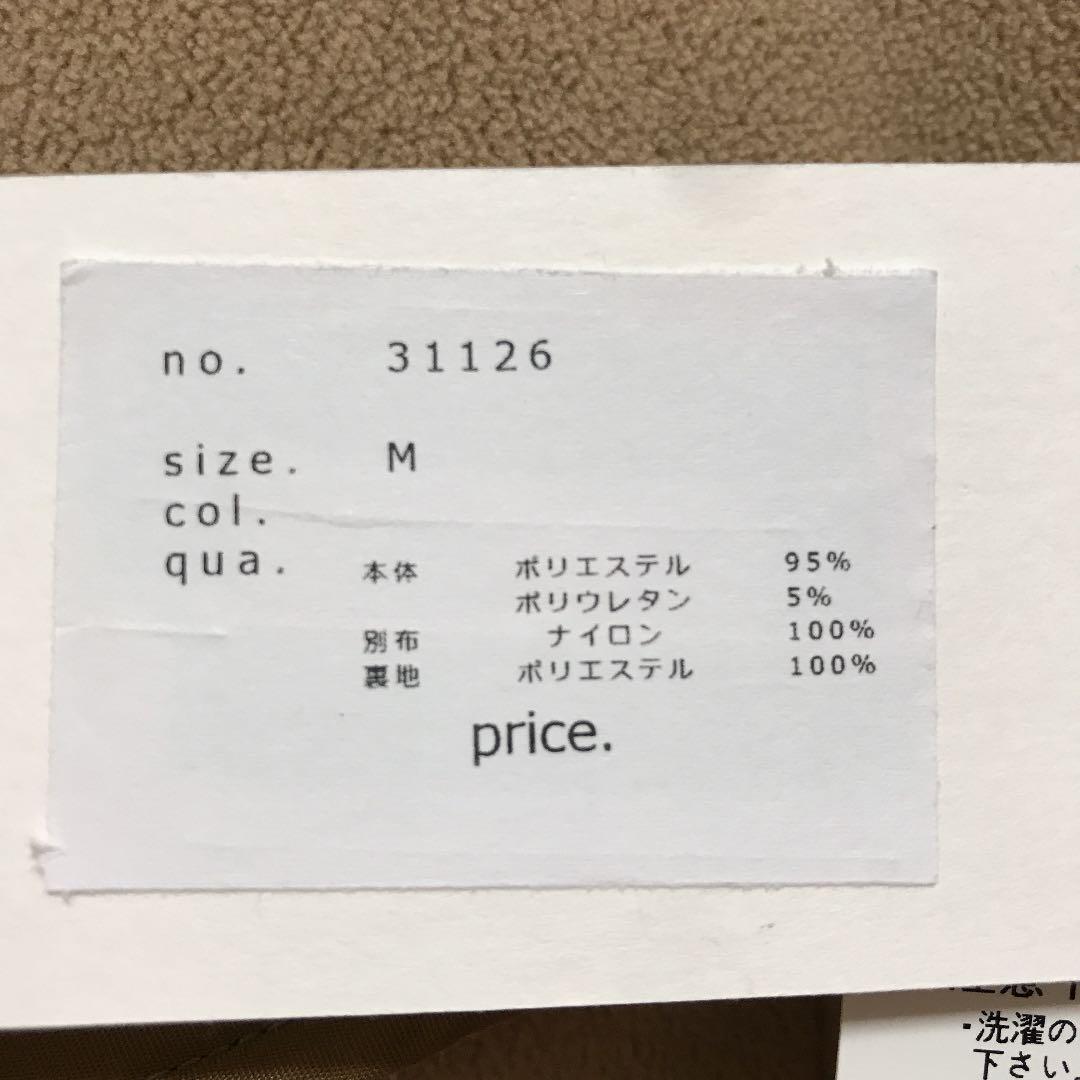 no. 31126
size. M
col.
qua. 本体 ポリエステル 95%
ポリウレタン 5%
別布 ナイロン 100%
裏地 ポリエステル 100%
price.
・洗濯の
下さい。